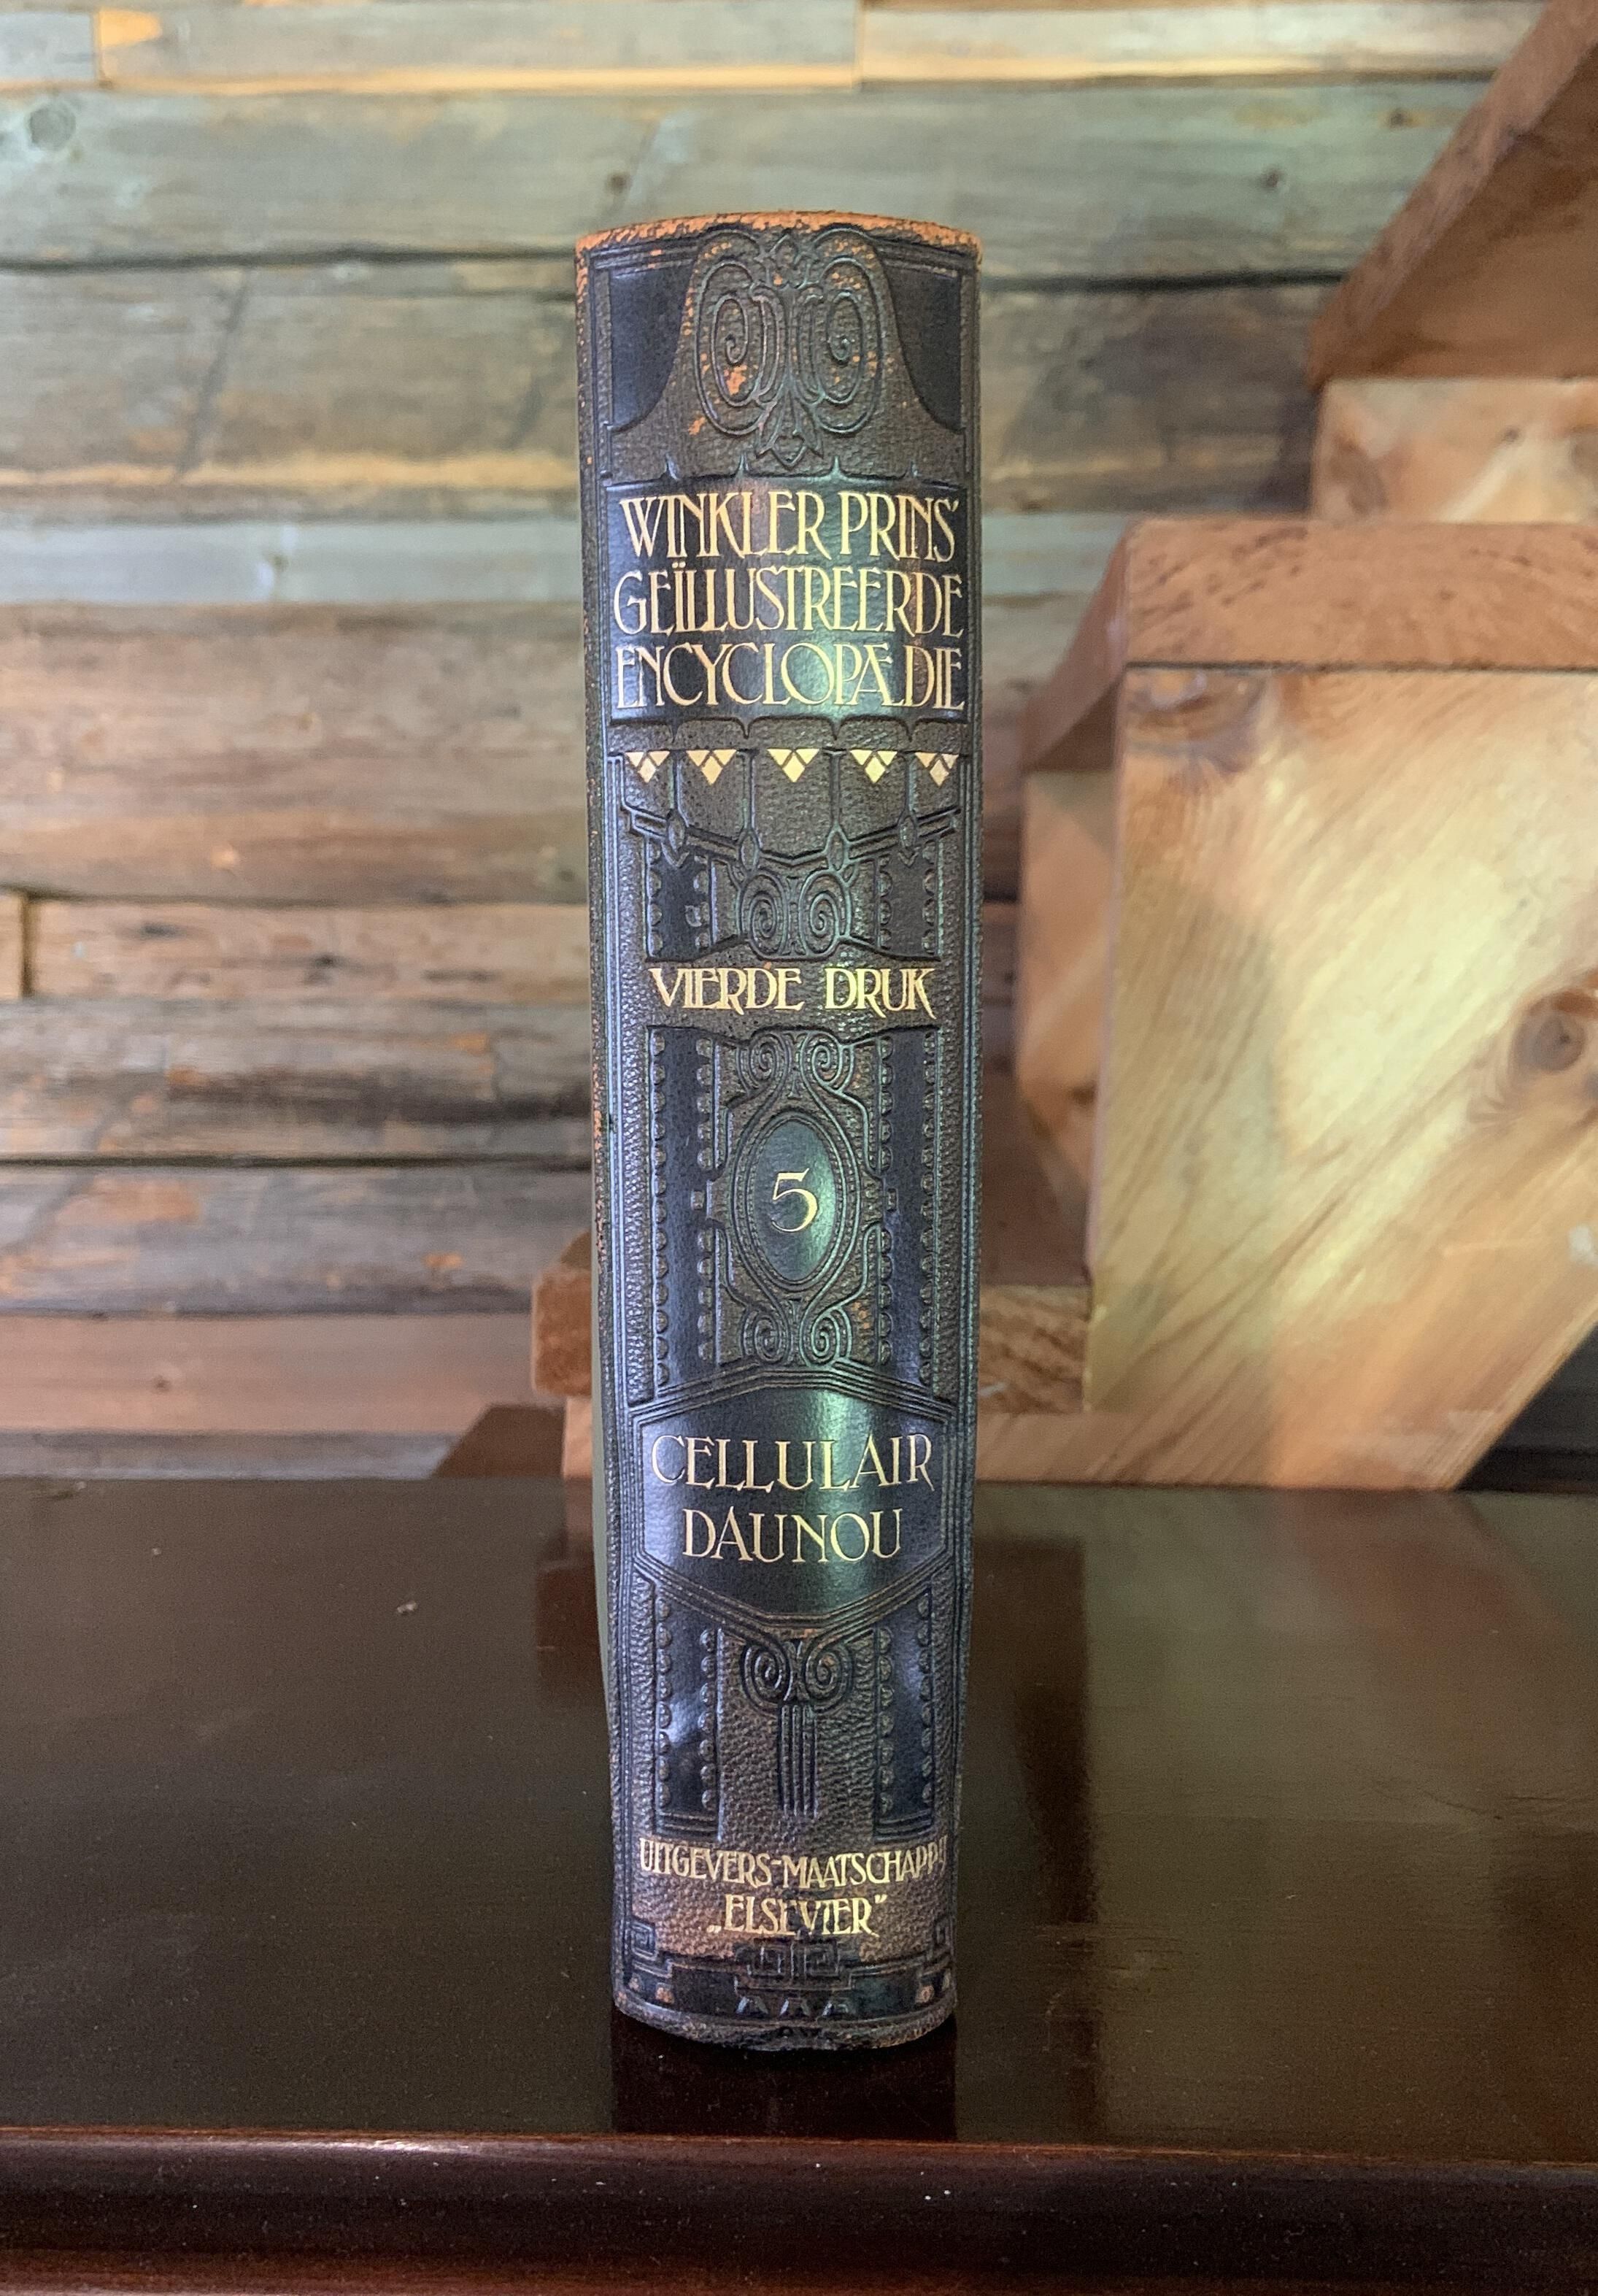 WINKLER PRINS'
GEÏLLUSTREERDE
ENCYCLOPÆDIE
VIERDE DRUK
5
CELLULAIR
DAUNOU
UITGEVERS-MAATSCHAPPIJ
„ELSEVIER”